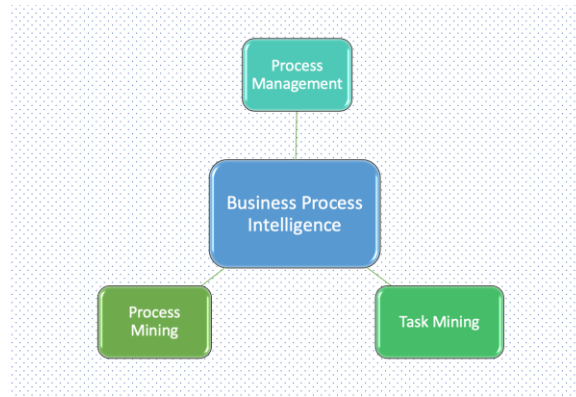 Process
Management
Business Process
Intelligence
Process
Mining
Task Mining